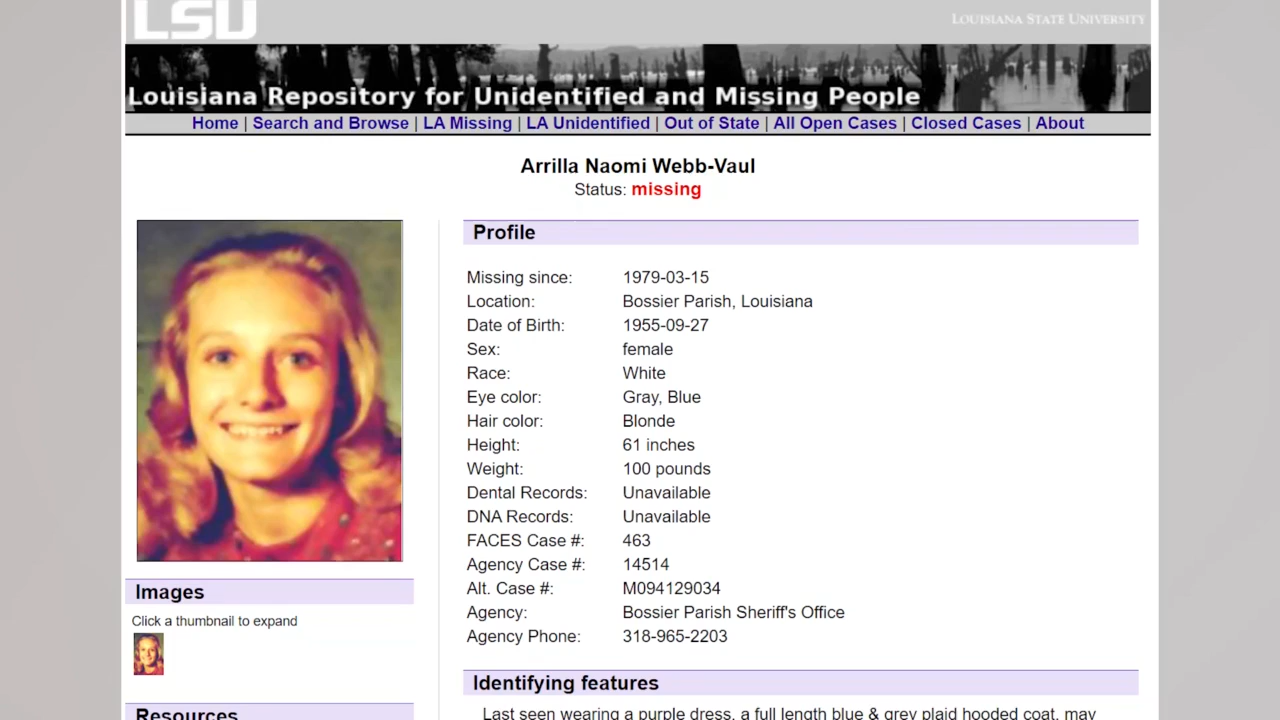 LSU
LOUISIANA STATE UNIVERSITY
Louisiana Repository for Unidentified and Missing People
Home | Search and Browse | LA Missing | LA Unidentified | Out of State | All Open Cases | Closed Cases | About
Arrilla Naomi Webb-Vaul
Status: missing
Profile
Missing since: 1979-03-15
Location: Bossier Parish, Louisiana
Date of Birth: 1955-09-27
Sex: female
Race: White
Eye color: Gray, Blue
Hair color: Blonde
Height: 61 inches
Weight: 100 pounds
Dental Records: Unavailable
DNA Records: Unavailable
FACES Case #: 463
Agency Case #: 14514
Alt. Case #: M094129034
Agency: Bossier Parish Sheriff's Office
Agency Phone: 318-965-2203
Images
Click a thumbnail to expand
Resources
Identifying features
Last seen wearing a purple dress, a full length blue & grey plaid hooded coat, may